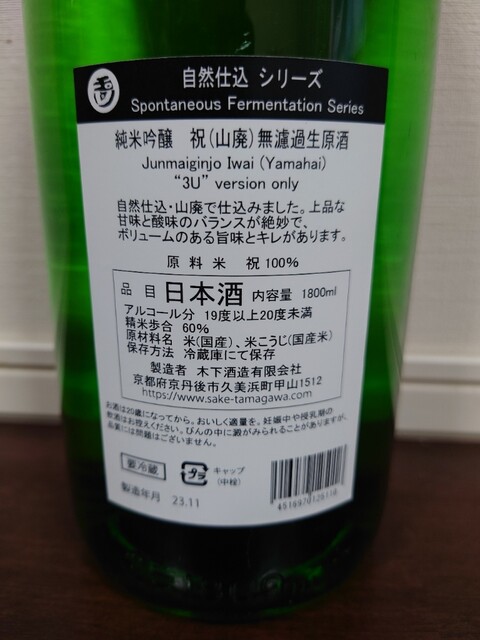 自然仕込 シリーズ
Spontaneous Fermentation Series
純米吟醸 祝(山廃)無濾過生原酒
Junmaiginjo Iwai (Yamahai)
"3U" version only
自然仕込・山廃で仕込みました。上品な
甘味と酸味のバランスが絶妙で、
ボリュームのある旨味とキレがあります。
原料米 祝100%
品目 日本酒 内容量 1800ml
アルコール分 19度以上20度未満
精米歩合 60%
原材料名 米(国産)、米こうじ(国産米)
保存方法 冷蔵庫にて保存
製造者 木下酒造有限会社
京都府京丹後市久美浜町甲山1512
https://www.sake-tamagawa.com
お酒は20歳になってから。おいしく適量を。妊娠中や授乳期の
飲酒はお控えください。びんの中に澱がみられることがありますが、
品質には問題はございません。
要冷蔵
プラ
キャップ
(中栓)
製造年月 23.11